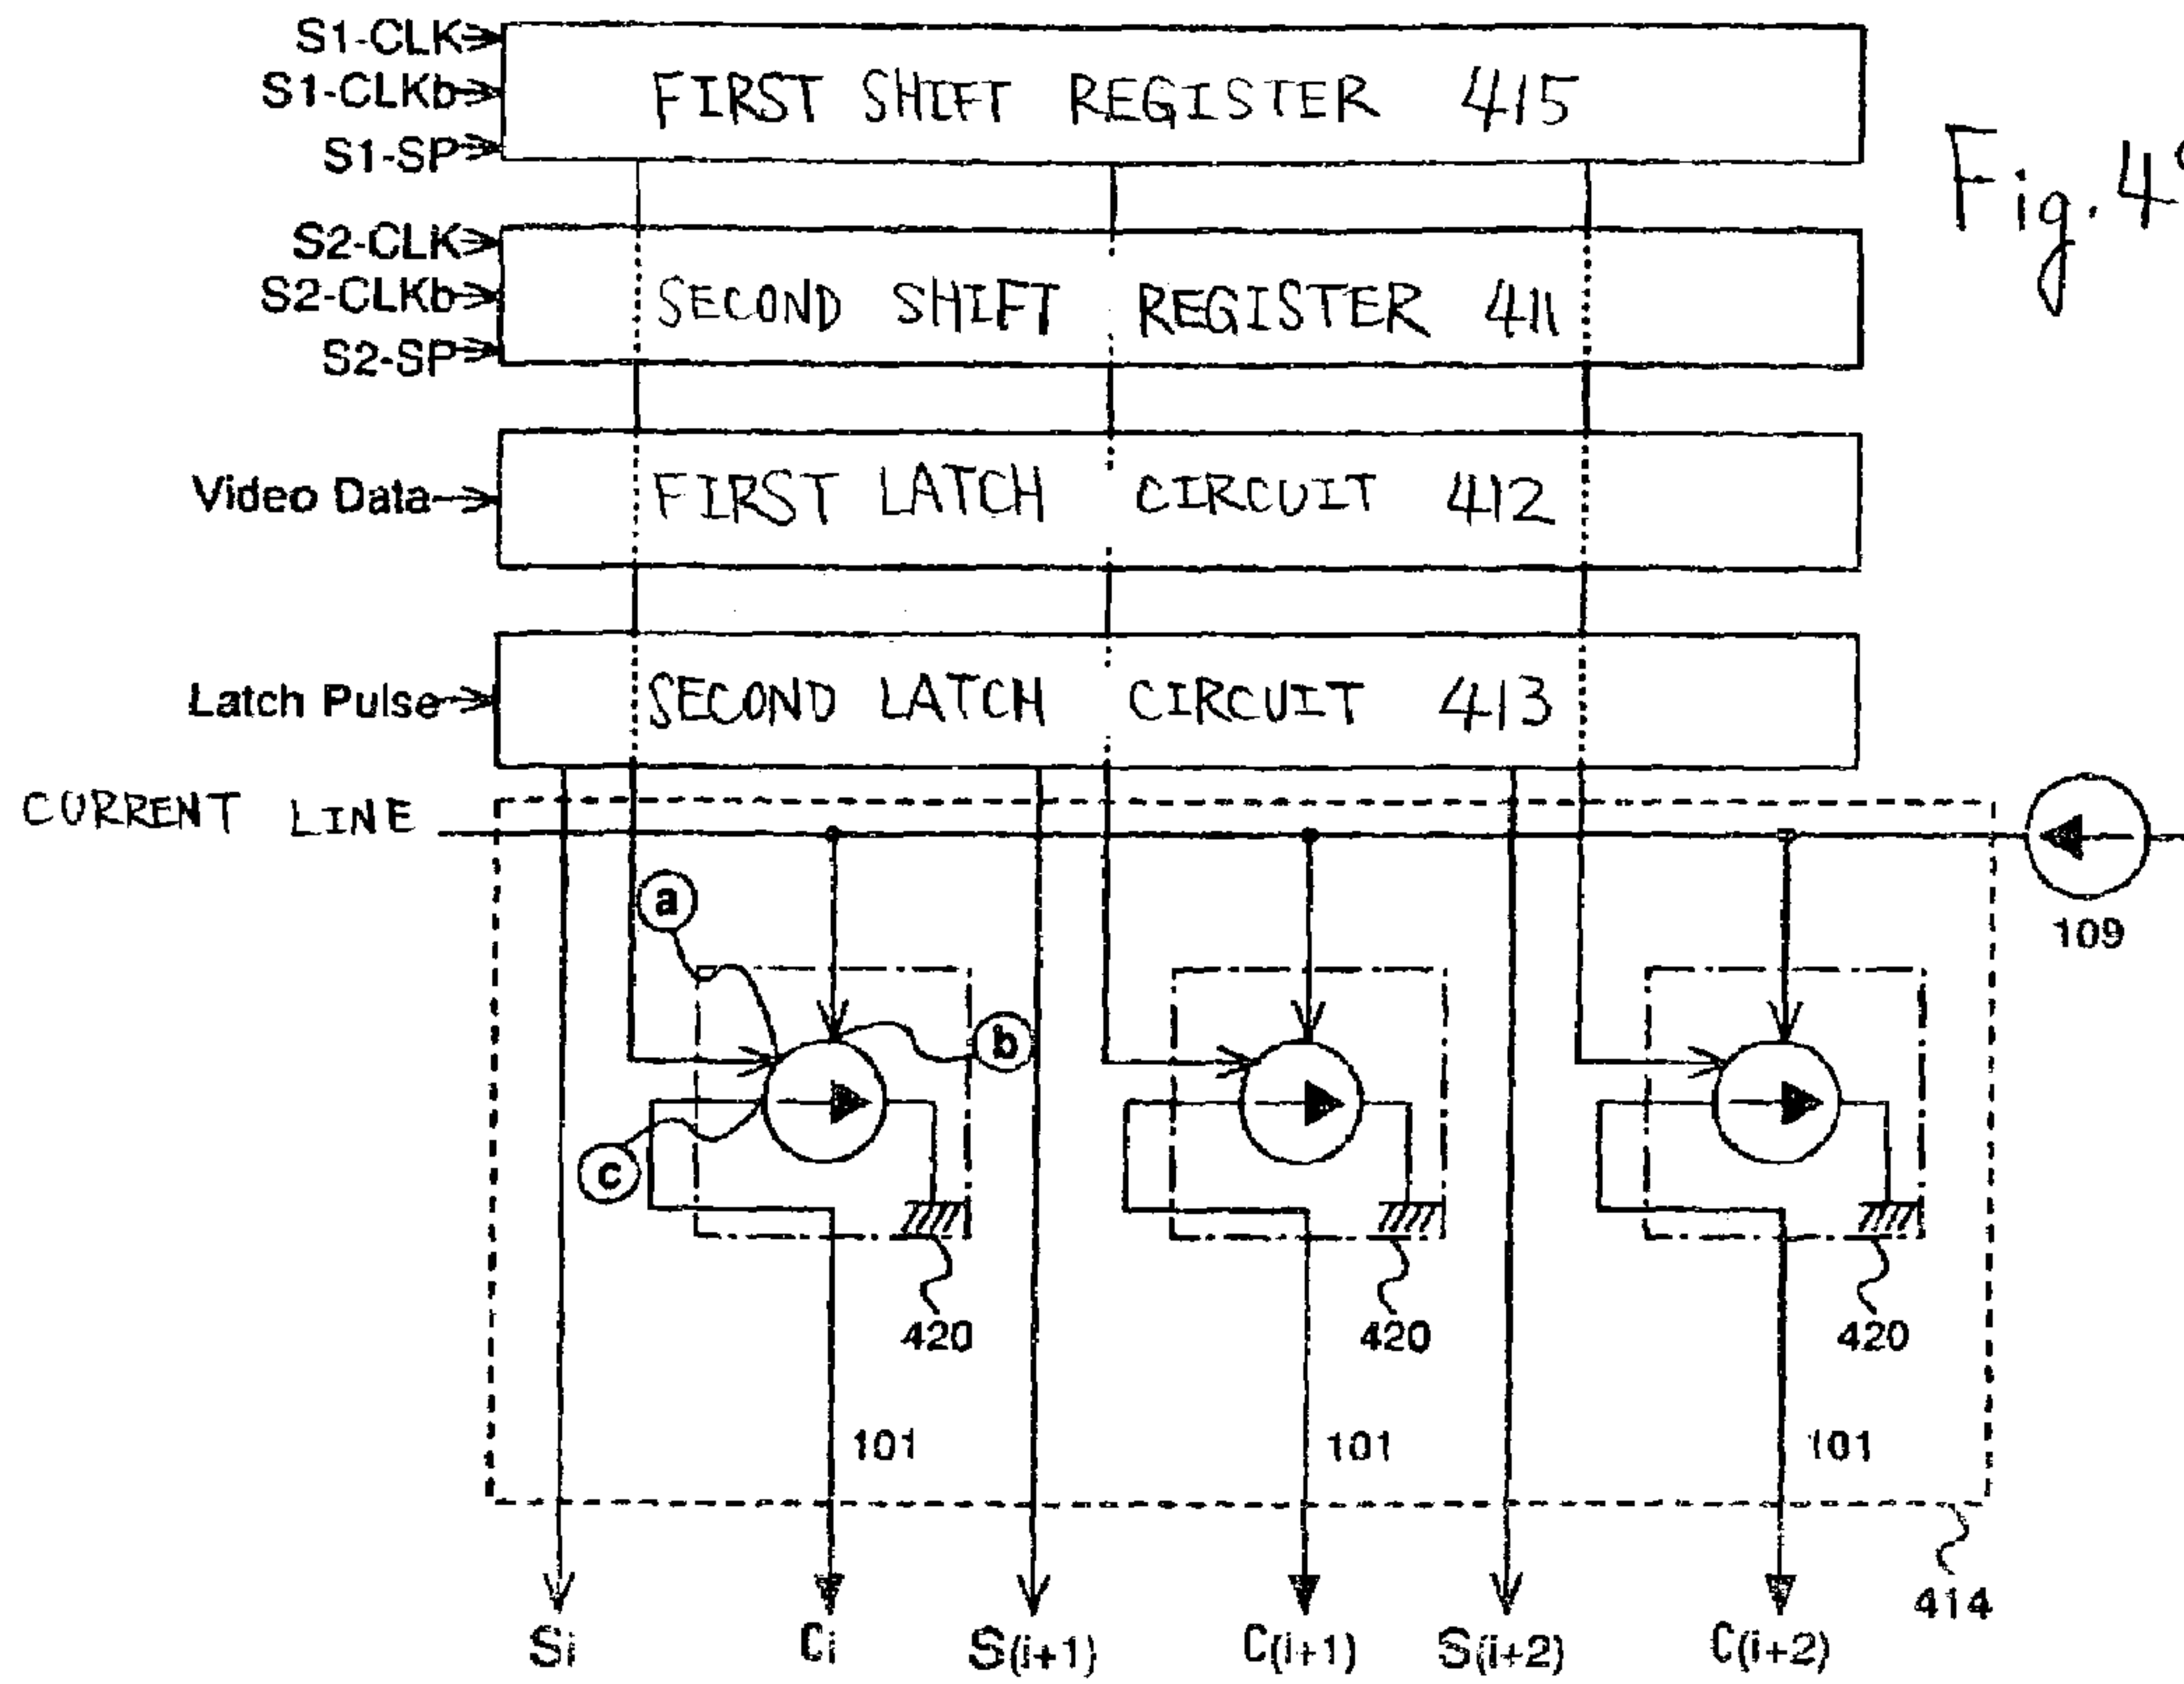 S1-CLK
S1-CLKb
S1-SP
FIRST SHIFT REGISTER 415
S2-CLK
S2-CLKb
S2-SP
SECOND SHIFT REGISTER 411
Video Data
FIRST LATCH CIRCUIT 412
Latch Pulse
SECOND LATCH CIRCUIT 413
CURRENT LINE
109
a
b
c
420
420
420
101
101
101
414
Si
Ci
S(i+1)
C(i+1)
S(i+2)
C(i+2)
Fig. 4